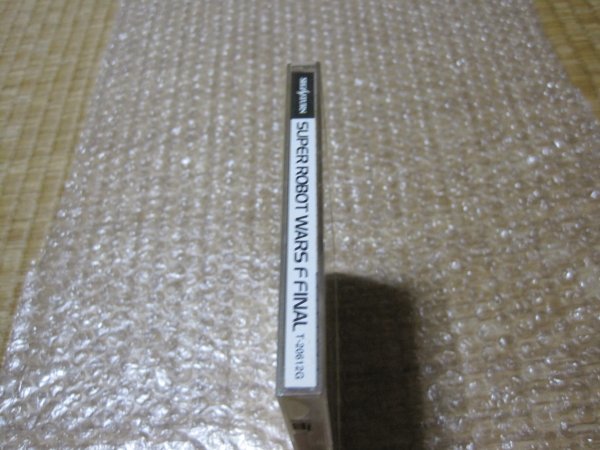 SEGA SATURN
SUPER ROBOT WARS F FINAL
T-20612G